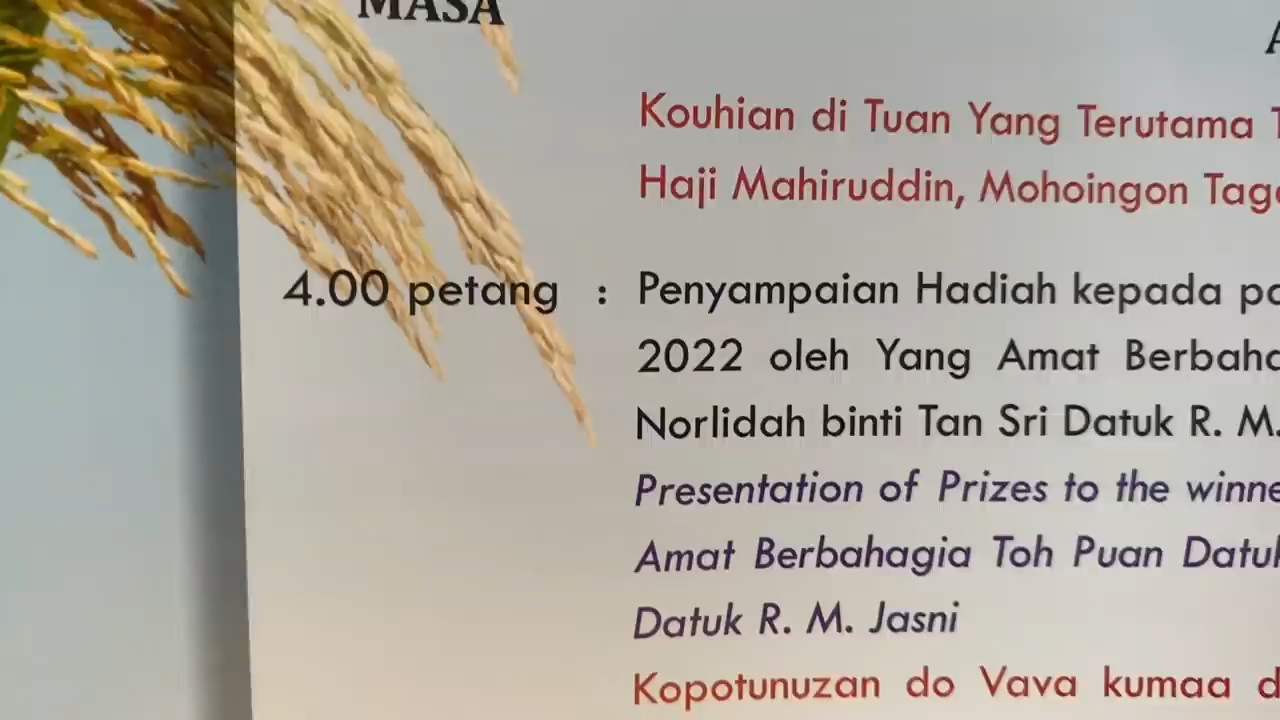 MASA
Kouhian di Tuan Yang Terutama
Haji Mahiruddin, Mohoingon
4.00 petang : Penyampaian Hadiah kepada
2022 oleh Yang Amat
Norlidah binti Tan Sri Datuk R. M.
Presentation of Prizes to the
Amat Berbahagia Toh Puan
Datuk R. M. Jasni
Kopotunuzan do Vava kumaa